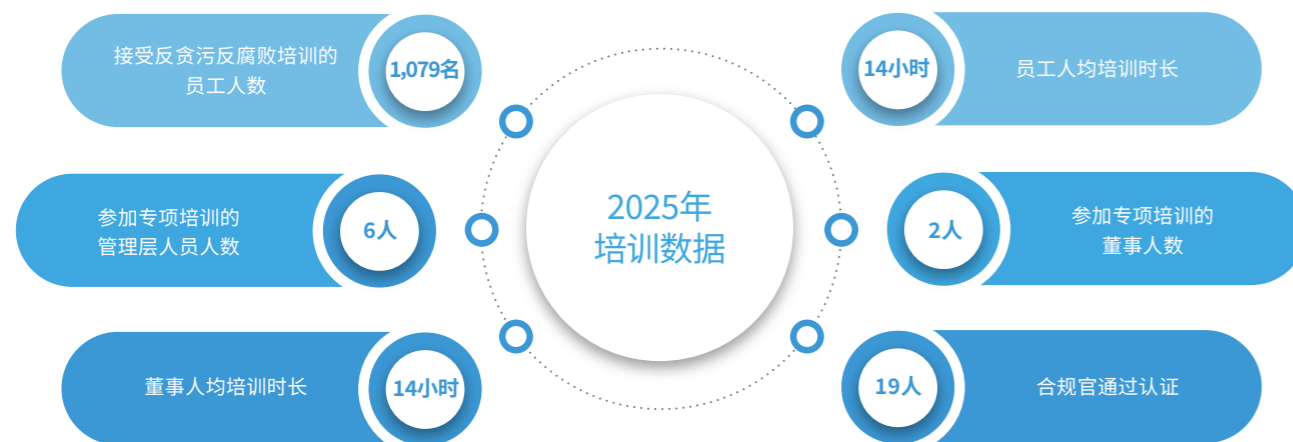 接受反贪污反腐败培训的
员工人数
1,079名
14小时
员工人均培训时长
参加专项培训的
管理层人员人数
6人
2025年
培训数据
2人
参加专项培训的
董事人数
董事人均培训时长
14小时
19人
合规官通过认证